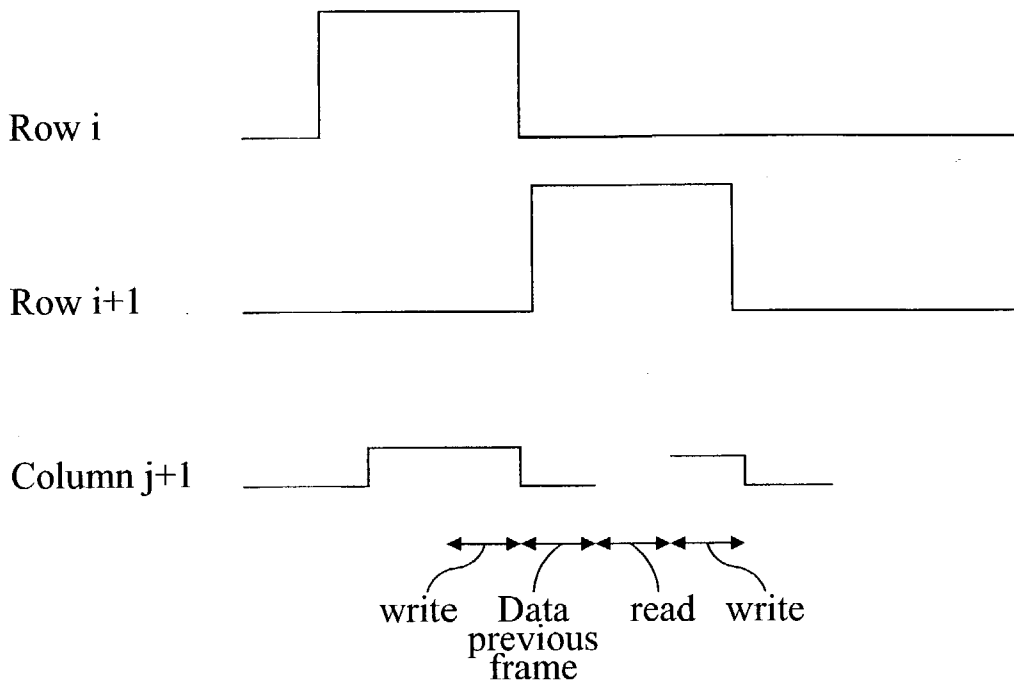 Row i
Row i+1
Column j+1
write Data read write
previous
frame